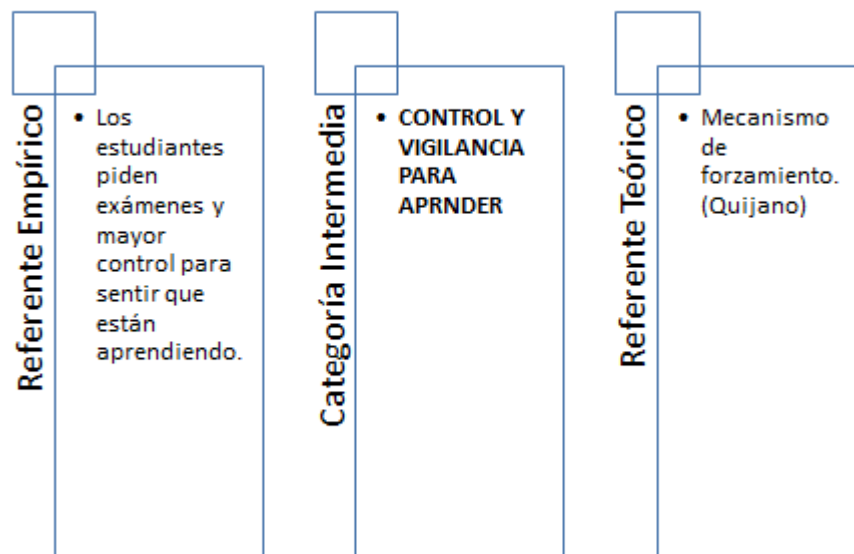 Referente Empírico
• Los
estudiantes
piden
exámenes y
mayor
control para
sentir que
están
aprendiendo.
Categoría Intermedia
• CONTROL Y
VIGILANCIA
PARA
APRNDER
Referente Teórico
• Mecanismo
de
forzamiento.
(Quijano)